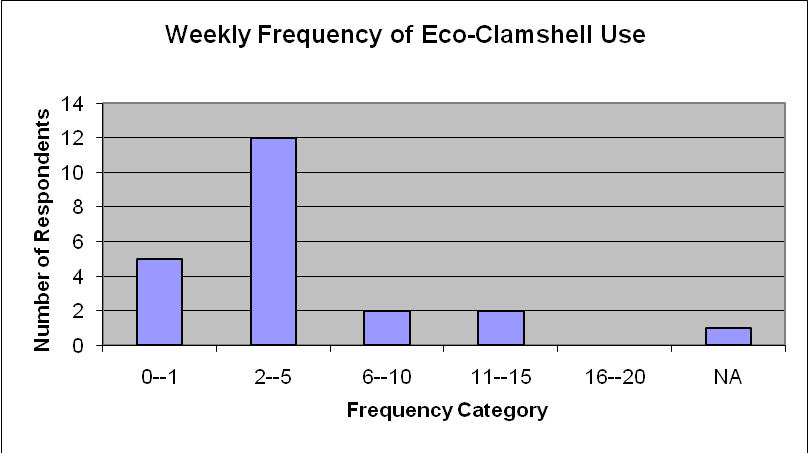 Weekly Frequency of Eco-Clamshell Use
Number of Respondents
14
12
10
8
6
4
2
0
0--1 2--5 6--10 11--15 16--20 NA
Frequency Category